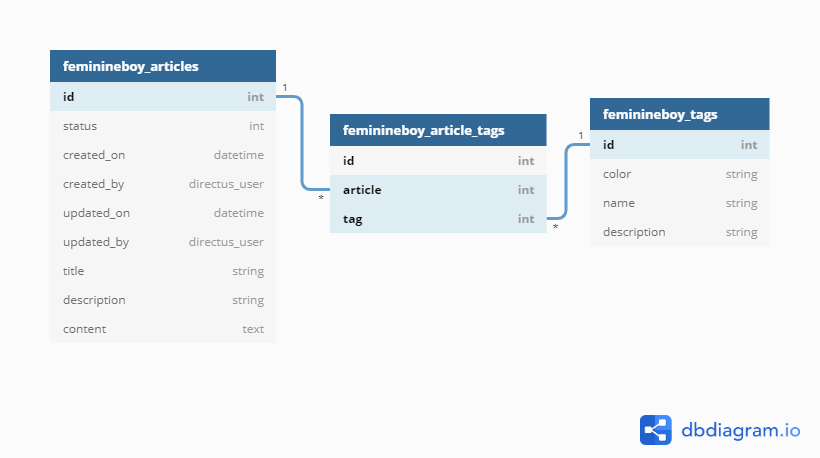 feminineboy_articles
id int
status int
created_on datetime
created_by directus_user
updated_on datetime
updated_by directus_user
title string
description string
content text
1
*
feminineboy_article_tags
id int
article int
tag int
1
*
feminineboy_tags
id int
color string
name string
description string
dbdiagram.io